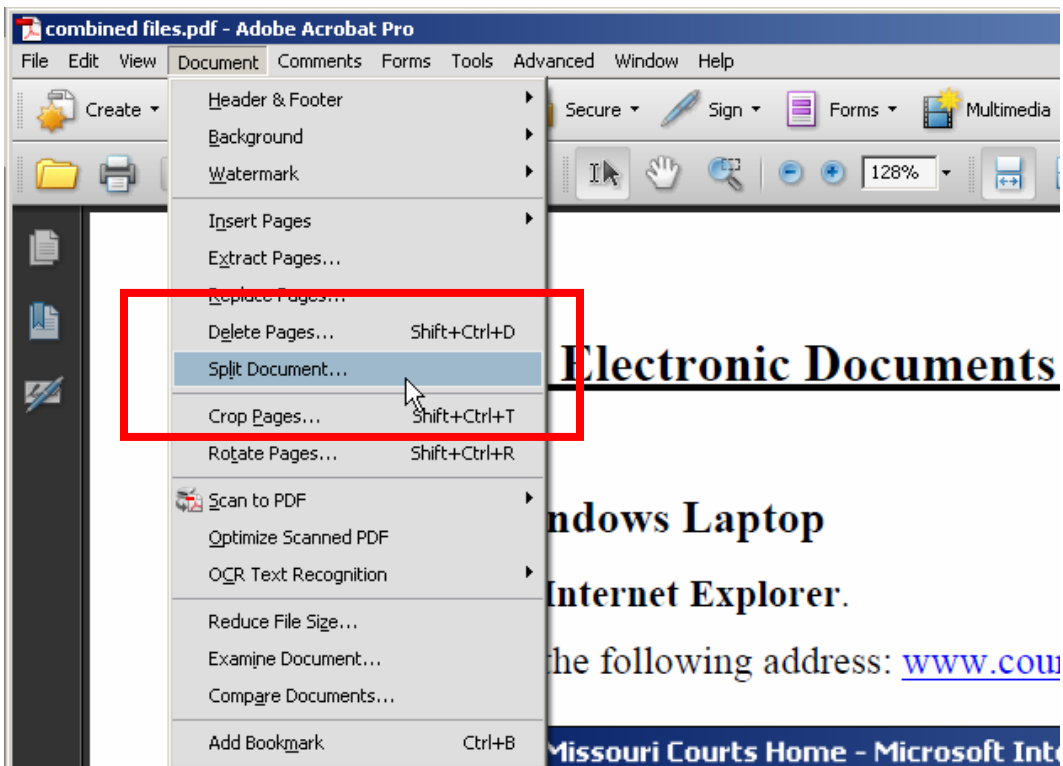 combined files.pdf - Adobe Acrobat Pro
File Edit View Document Comments Forms Tools Advanced Window Help
Create Secure Sign Forms Multimedia
128%
Header & Footer
Background
Watermark
Insert Pages
Extract Pages...
Replace Pages...
Delete Pages... Shift+Ctrl+D
Split Document...
Crop Pages... Shift+Ctrl+T
Rotate Pages... Shift+Ctrl+R
Scan to PDF
Optimize Scanned PDF
OCR Text Recognition
Reduce File Size...
Examine Document...
Compare Documents...
Add Bookmark Ctrl+B
Electronic Documents
ndows Laptop
Internet Explorer.
the following address: www.cour
Missouri Courts Home - Microsoft Inte